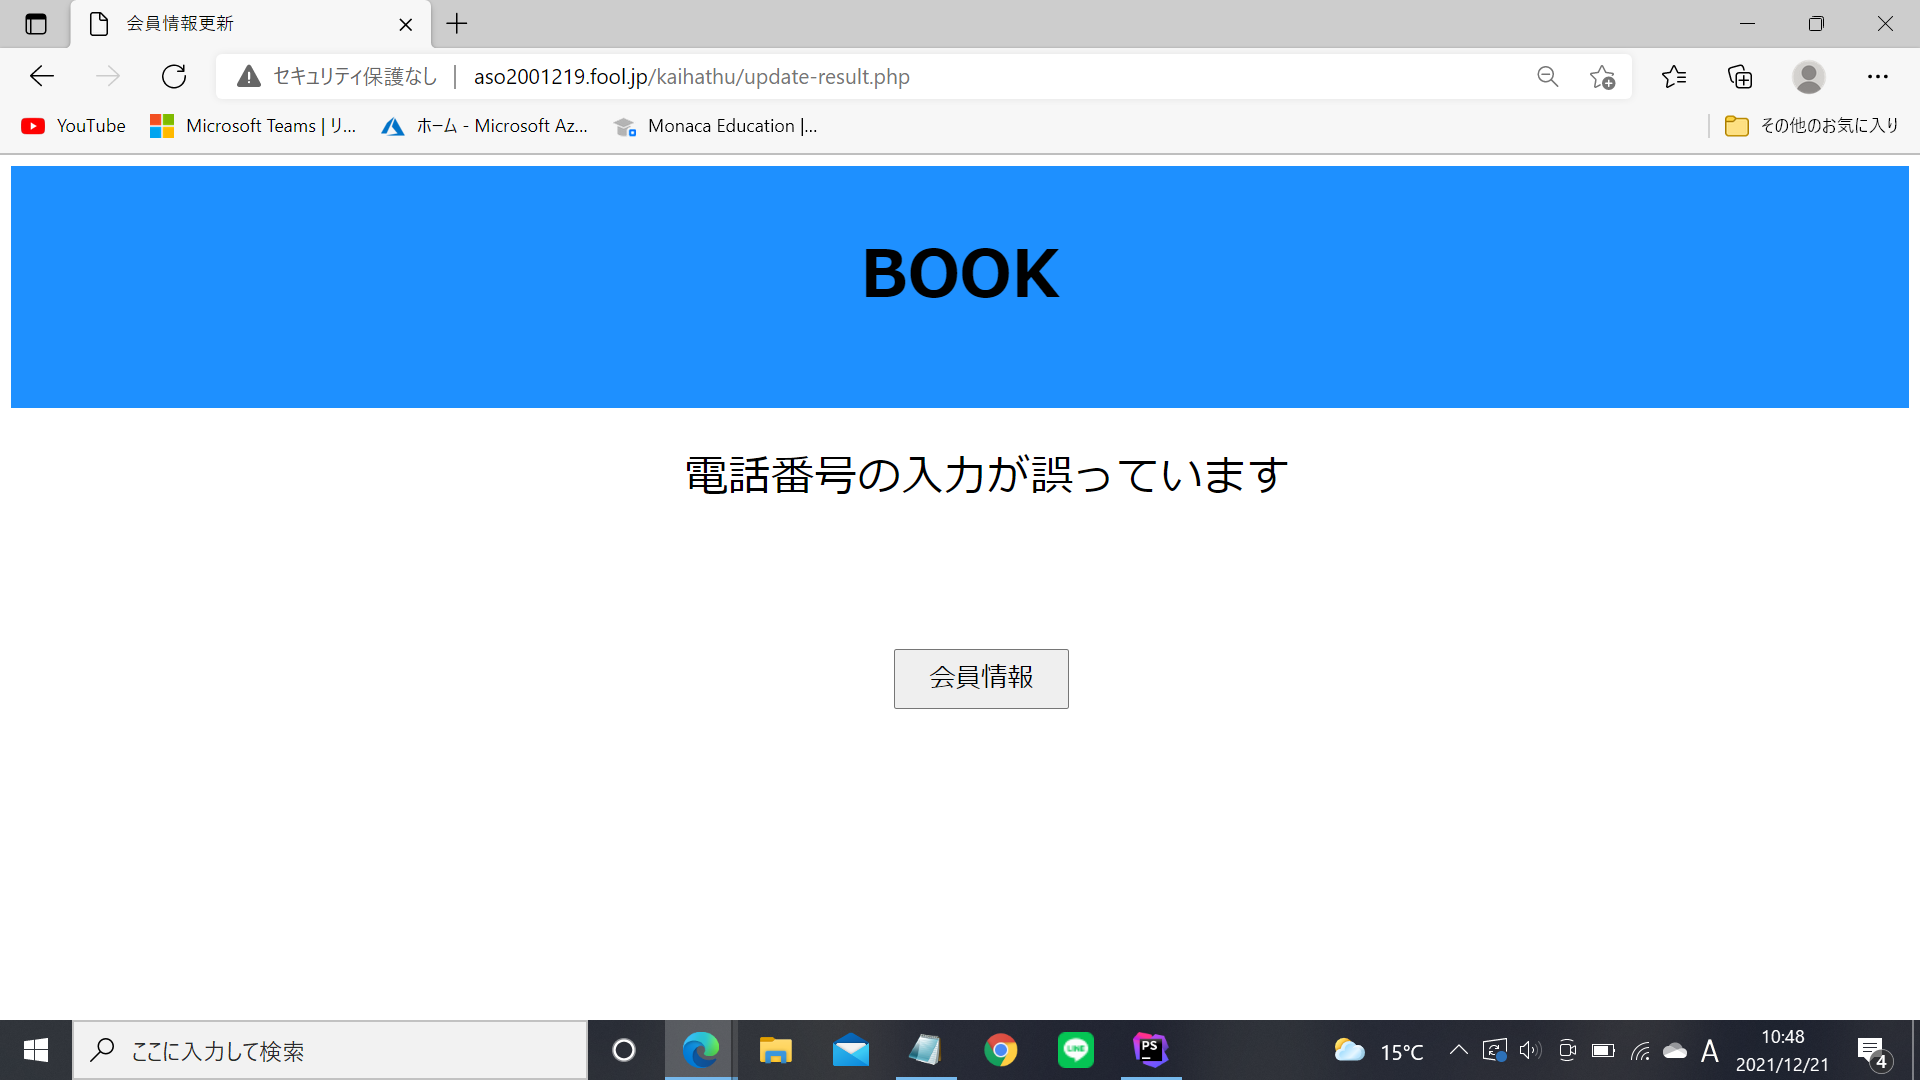 会員情報更新
セキュリティ保護なし
aso2001219.fool.jp/kaihathu/update-result.php
YouTube
Microsoft Teams | リ...
ホーム - Microsoft Az...
Monaca Education |...
その他のお気に入り
BOOK
電話番号の入力が誤っています
会員情報
ここに入力して検索
LINE
PS
15°C
A
10:48
2021/12/21
4